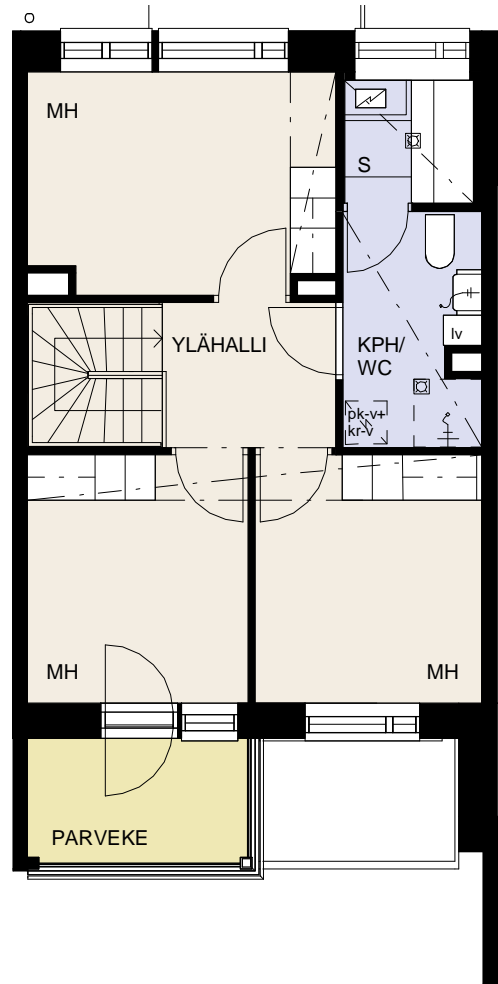 MH
S
YLÄHALLI
KPH/
WC
lv
pk-v+
kr-v
MH
MH
PARVEKE